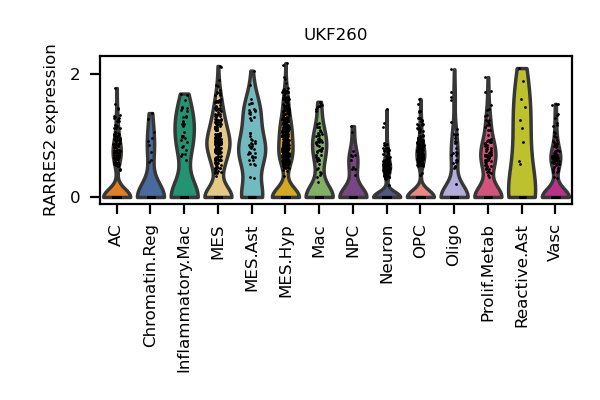 UKF260
RARRES2 expression
2
0
AC
Chromatin.Reg
Inflammatory.Mac
MES
MES.Ast
MES.Hyp
Mac
NPC
Neuron
OPC
Oligo
Prolif.Metab
Reactive.Ast
Vasc